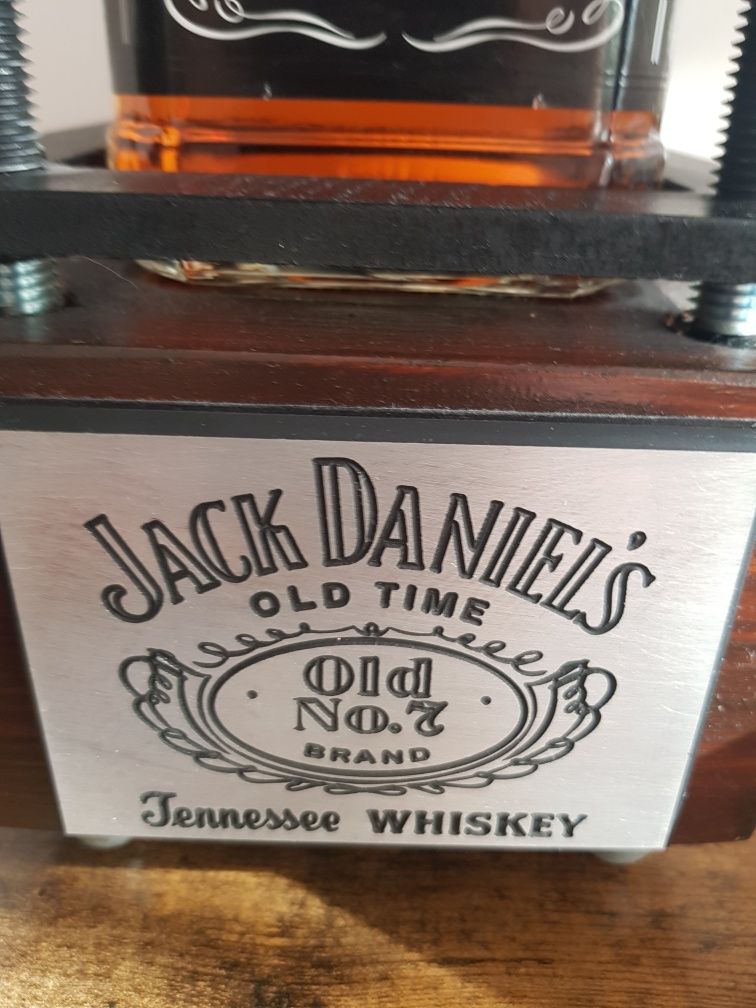 JACK DANIEL'S
OLD TIME
Old
No.7
BRAND
Tennessee WHISKEY